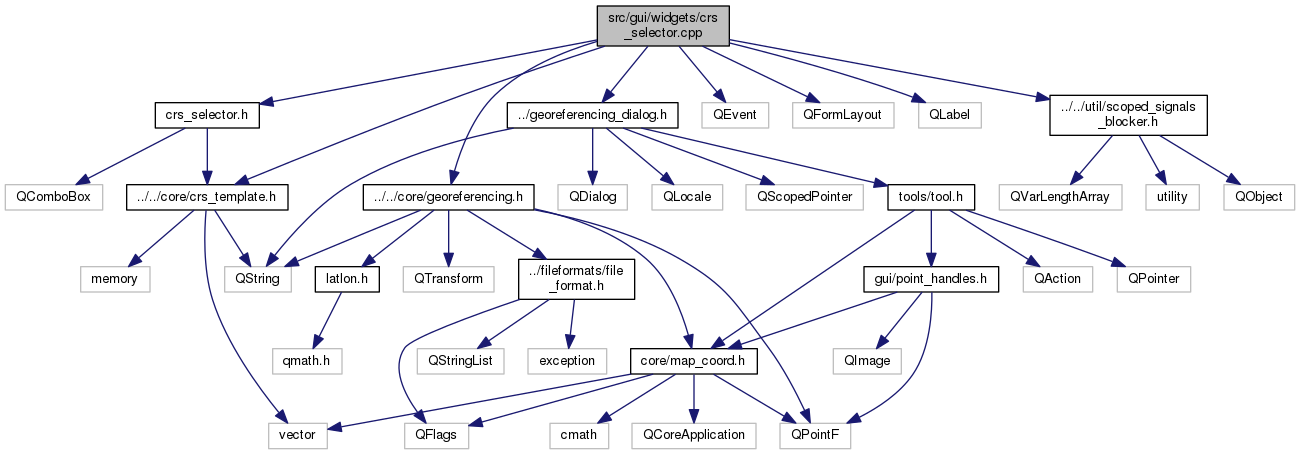 src/gui/widgets/crs
_selector.cpp
crs_selector.h
../georeferencing_dialog.h
QEvent
QFormLayout
QLabel
../../util/scoped_signals
_blocker.h
QComboBox
../../core/crs_template.h
../../core/georeferencing.h
QDialog
QLocale
QScopedPointer
tools/tool.h
QVarLengthArray
utility
QObject
memory
QString
latlon.h
QTransform
../fileformats/file
_format.h
gui/point_handles.h
QAction
QPointer
qmath.h
QStringList
exception
core/map_coord.h
QImage
vector
QFlags
cmath
QCoreApplication
QPointF